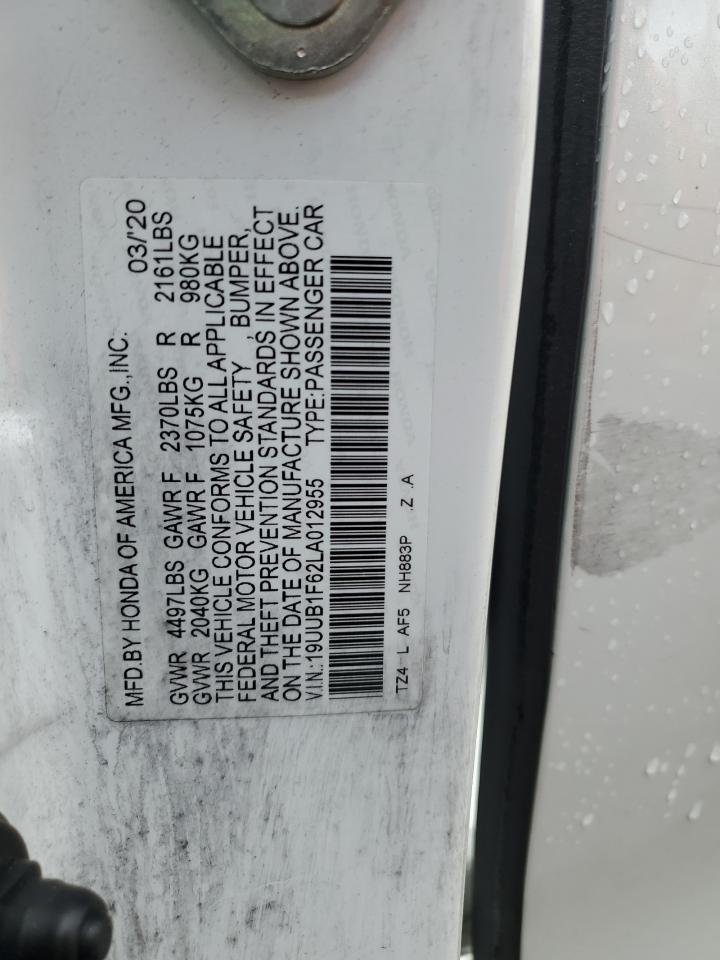 MFD.BY HONDA OF AMERICA MFG.,INC. 03/'20
GVWR 4497LBS GAWR F 2370LBS R 2161LBS
GVWR 2040KG GAWR F 1075KG R 980KG
THIS VEHICLE CONFORMS TO ALL APPLICABLE
FEDERAL MOTOR VEHICLE SAFETY , BUMPER,
AND THEFT PREVENTION STANDARDS IN EFFECT
ON THE DATE OF MANUFACTURE SHOWN ABOVE.
V.I.N.:19UUB1F62LA012955 TYPE:PASSENGER CAR
TZ4 L AF5 NH883P .Z .A